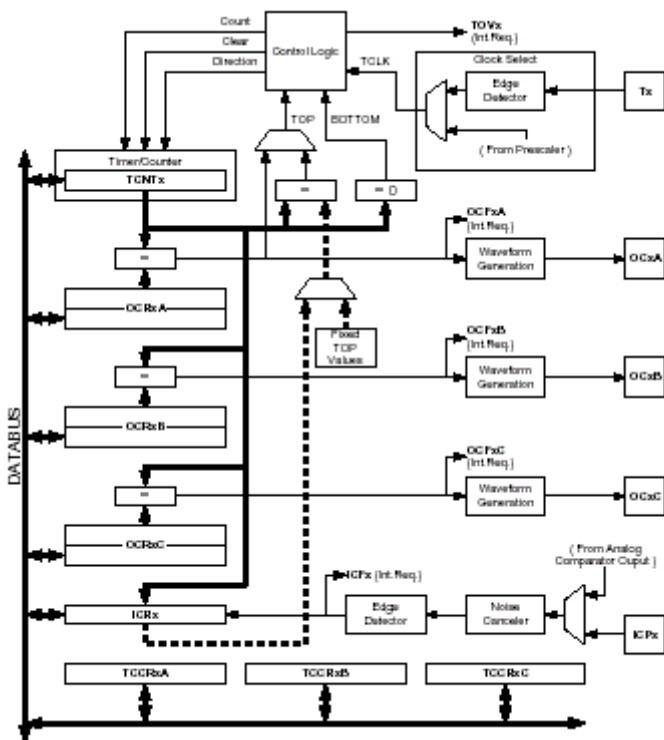 Count
Clear
Direction
Control Logic
TOVx
(Int.Req.)
TCLK
Clock Select
Edge
Detector
Tx
( From Prescaler )
TOP
BOTTOM
Timer/Counter
TCNTx
=
= 0
=
OCRxA
OCFxA
(Int.Req.)
Waveform
Generation
OCxA
Fixed
TOP
Values
=
OCRxB
OCFxB
(Int.Req.)
Waveform
Generation
OCxB
DATABUS
=
OCRxC
OCFxC
(Int.Req.)
Waveform
Generation
OCxC
( From Analog
Comparator Ouput )
ICRx
ICFx (Int.Req.)
Edge
Detector
Noise
Canceler
ICPx
TCCRxA
TCCRxB
TCCRxC